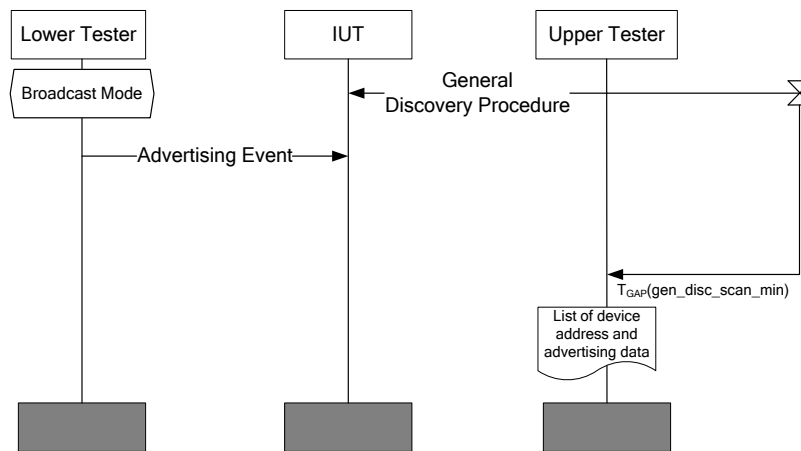 Lower Tester
IUT
Upper Tester
Broadcast Mode
General
Discovery Procedure
Advertising Event
TGAP(gen_disc_scan_min)
List of device
address and
advertising data